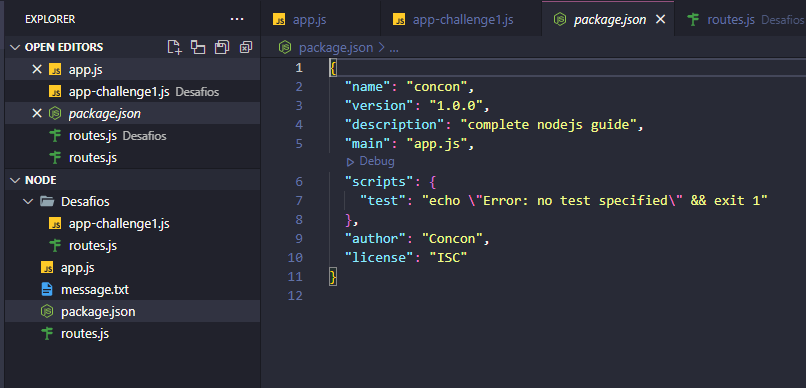 EXPLORER
OPEN EDITORS
app.js
app-challenge1.js Desafios
package.json
routes.js Desafios
routes.js
NODE
Desafios
app-challenge1.js
routes.js
app.js
message.txt
package.json
routes.js
app.js app-challenge1.js package.json routes.js Desafios
package.json > ...
1 {
2 "name": "concon",
3 "version": "1.0.0",
4 "description": "complete nodejs guide",
5 "main": "app.js",
Debug
6 "scripts": {
7 "test": "echo \"Error: no test specified\" && exit 1"
8 },
9 "author": "Concon",
10 "license": "ISC"
11 }
12